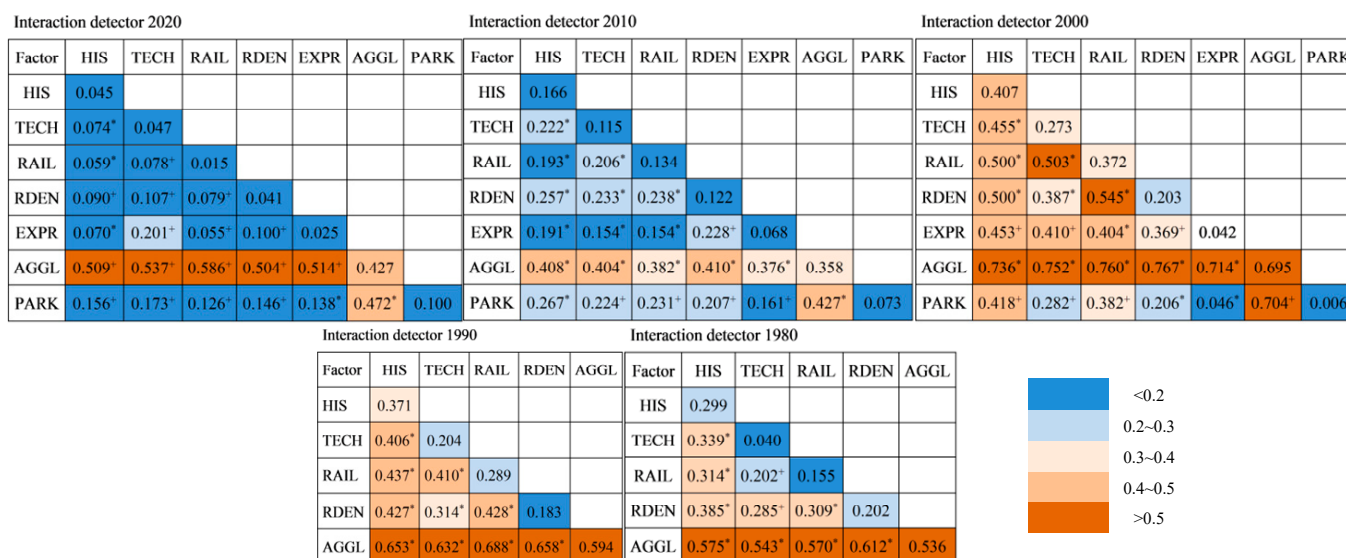 Interaction detector 2020
Factor HIS TECH RAIL RDEN EXPR AGGL PARK
HIS 0.045
TECH 0.074* 0.047
RAIL 0.059* 0.078+ 0.015
RDEN 0.090+ 0.107+ 0.079+ 0.041
EXPR 0.070* 0.201+ 0.055+ 0.100+ 0.025
AGGL 0.509+ 0.537+ 0.586+ 0.504+ 0.514+ 0.427
PARK 0.156+ 0.173+ 0.126+ 0.146+ 0.138* 0.472* 0.100
Interaction detector 2010
Factor HIS TECH RAIL RDEN EXPR AGGL PARK
HIS 0.166
TECH 0.222* 0.115
RAIL 0.193* 0.206* 0.134
RDEN 0.257* 0.233* 0.238* 0.122
EXPR 0.191* 0.154* 0.154* 0.228+ 0.068
AGGL 0.408* 0.404* 0.382* 0.410* 0.376* 0.358
PARK 0.267* 0.224+ 0.231+ 0.207+ 0.161+ 0.427* 0.073
Interaction detector 2000
Factor HIS TECH RAIL RDEN EXPR AGGL PARK
HIS 0.407
TECH 0.455* 0.273
RAIL 0.500* 0.503* 0.372
RDEN 0.500* 0.387* 0.545* 0.203
EXPR 0.453+ 0.410+ 0.404* 0.369+ 0.042
AGGL 0.736* 0.752* 0.760* 0.767* 0.714* 0.695
PARK 0.418+ 0.282+ 0.382+ 0.206* 0.046* 0.704+ 0.006
Interaction detector 1990
Factor HIS TECH RAIL RDEN AGGL
HIS 0.371
TECH 0.406* 0.204
RAIL 0.437* 0.410* 0.289
RDEN 0.427* 0.314* 0.428* 0.183
AGGL 0.653* 0.632* 0.688* 0.658* 0.594
Interaction detector 1980
Factor HIS TECH RAIL RDEN AGGL
HIS 0.299
TECH 0.339* 0.040
RAIL 0.314* 0.202+ 0.155
RDEN 0.385* 0.285+ 0.309* 0.202
AGGL 0.575* 0.543* 0.570* 0.612* 0.536
<0.2
0.2~0.3
0.3~0.4
0.4~0.5
>0.5